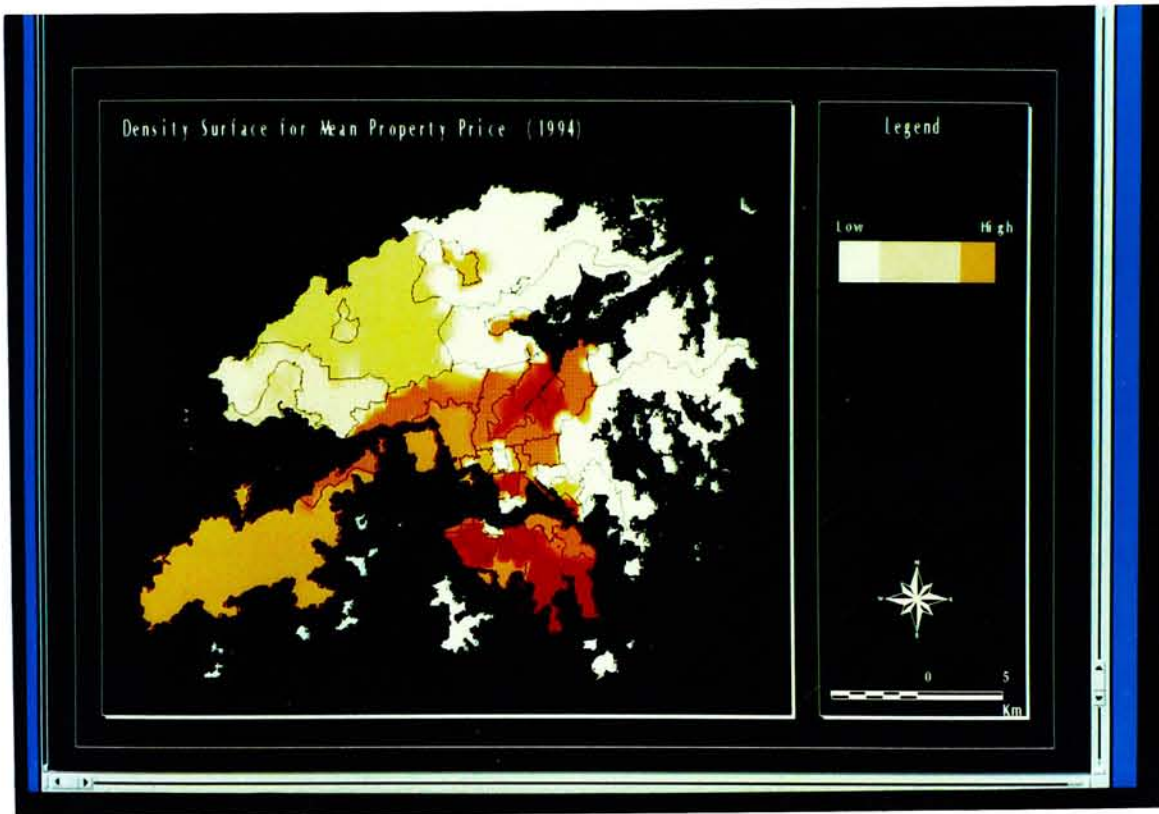 Density Surface for Mean Property Price (1994)
Legend
Low High
N
W E
S
0 5
Km